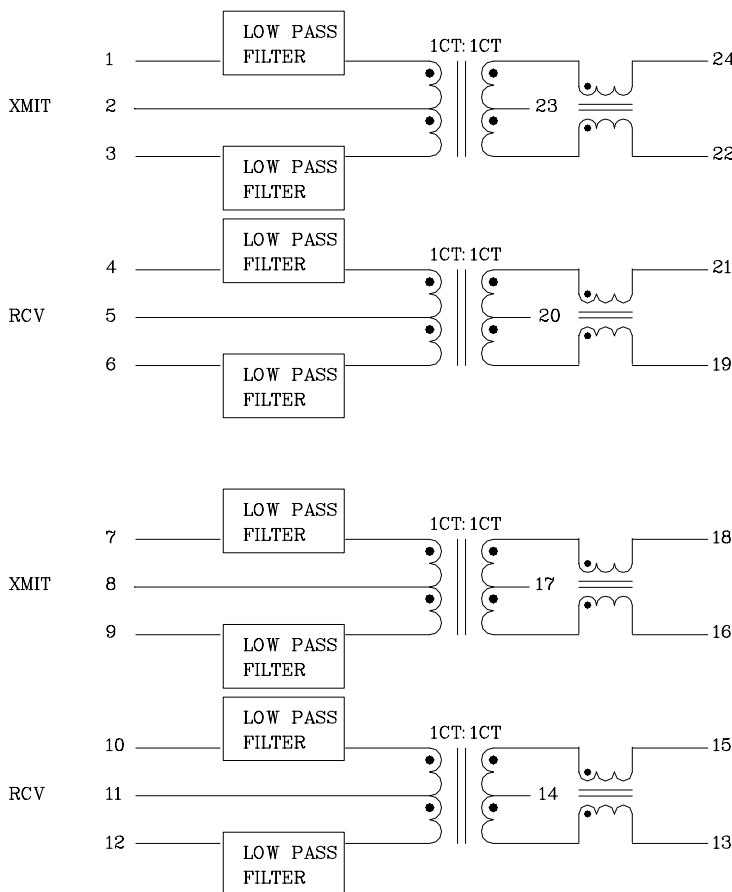 LOW PASS
FILTER
1CT:1CT
1
24
XMIT
2
23
3
22
LOW PASS
FILTER
LOW PASS
FILTER
1CT:1CT
4
21
RCV
5
20
6
19
LOW PASS
FILTER
LOW PASS
FILTER
1CT:1CT
7
18
XMIT
8
17
9
16
LOW PASS
FILTER
LOW PASS
FILTER
1CT:1CT
10
15
RCV
11
14
12
13
LOW PASS
FILTER